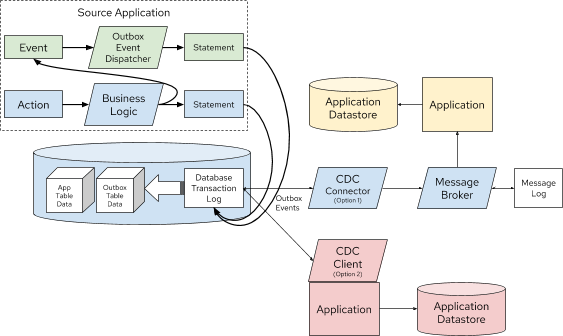 Source Application
Event
Outbox
Event
Dispatcher
Statement
Action
Business
Logic
Statement
Application
Datastore
Application
App
Table
Data
Outbox
Table
Data
Database
Transaction
Log
Outbox
Events
CDC
Connector
(Option 1)
Message
Broker
Message
Log
CDC
Client
(Option 2)
Application
Application
Datastore